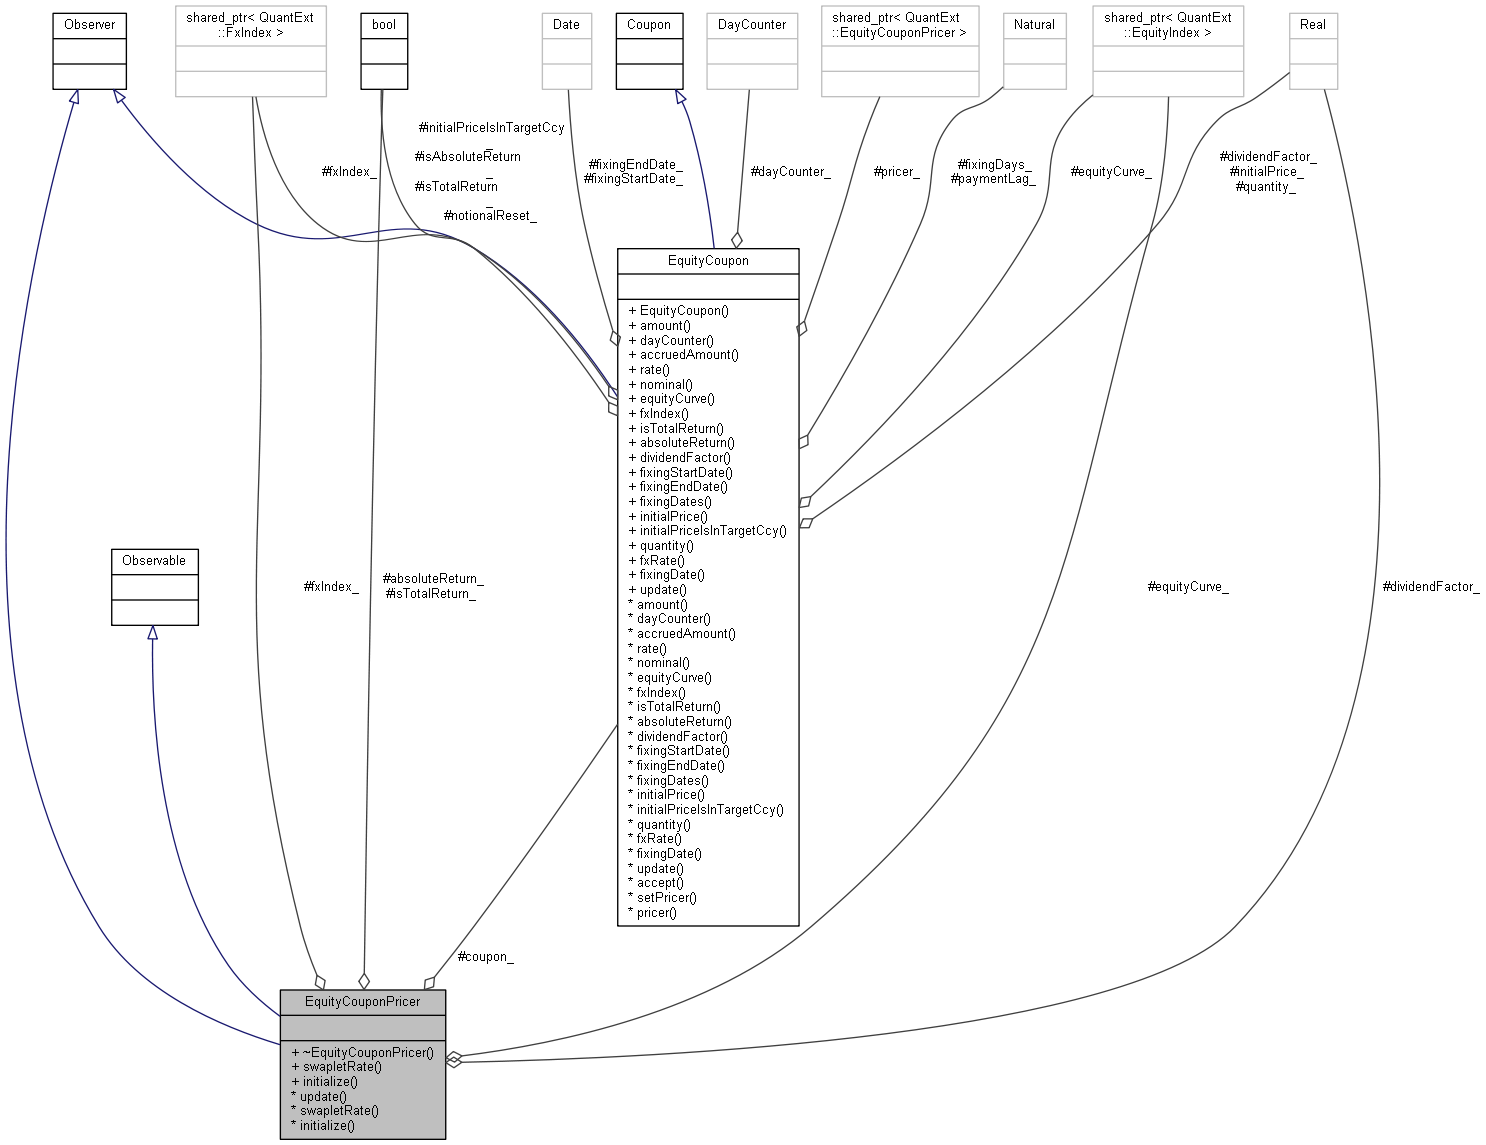 Observer
shared_ptr< QuantExt
::FxIndex >
bool
Date
Coupon
DayCounter
shared_ptr< QuantExt
::EquityCouponPricer >
Natural
shared_ptr< QuantExt
::EquityIndex >
Real
#fxIndex_
#initialPriceIsInTargetCcy
_
#isAbsoluteReturn
_
#isTotalReturn
_
#notionalReset_
#fixingEndDate_
#fixingStartDate_
#dayCounter_
#pricer_
#fixingDays_
#paymentLag_
#equityCurve_
#dividendFactor_
#initialPrice_
#quantity_
EquityCoupon
+ EquityCoupon()
+ amount()
+ dayCounter()
+ accruedAmount()
+ rate()
+ nominal()
+ equityCurve()
+ fxIndex()
+ isTotalReturn()
+ absoluteReturn()
+ dividendFactor()
+ fixingStartDate()
+ fixingEndDate()
+ fixingDates()
+ initialPrice()
+ initialPriceIsInTargetCcy()
+ quantity()
+ fxRate()
+ fixingDate()
+ update()
* amount()
* dayCounter()
* accruedAmount()
* rate()
* nominal()
* equityCurve()
* fxIndex()
* isTotalReturn()
* absoluteReturn()
* dividendFactor()
* fixingStartDate()
* fixingEndDate()
* fixingDates()
* initialPrice()
* initialPriceIsInTargetCcy()
* quantity()
* fxRate()
* fixingDate()
* update()
* accept()
* setPricer()
* pricer()
Observable
#fxIndex_
#absoluteReturn_
#isTotalReturn_
#equityCurve_
#dividendFactor_
#coupon_
EquityCouponPricer
+ ~EquityCouponPricer()
+ swapletRate()
+ initialize()
* update()
* swapletRate()
* initialize()